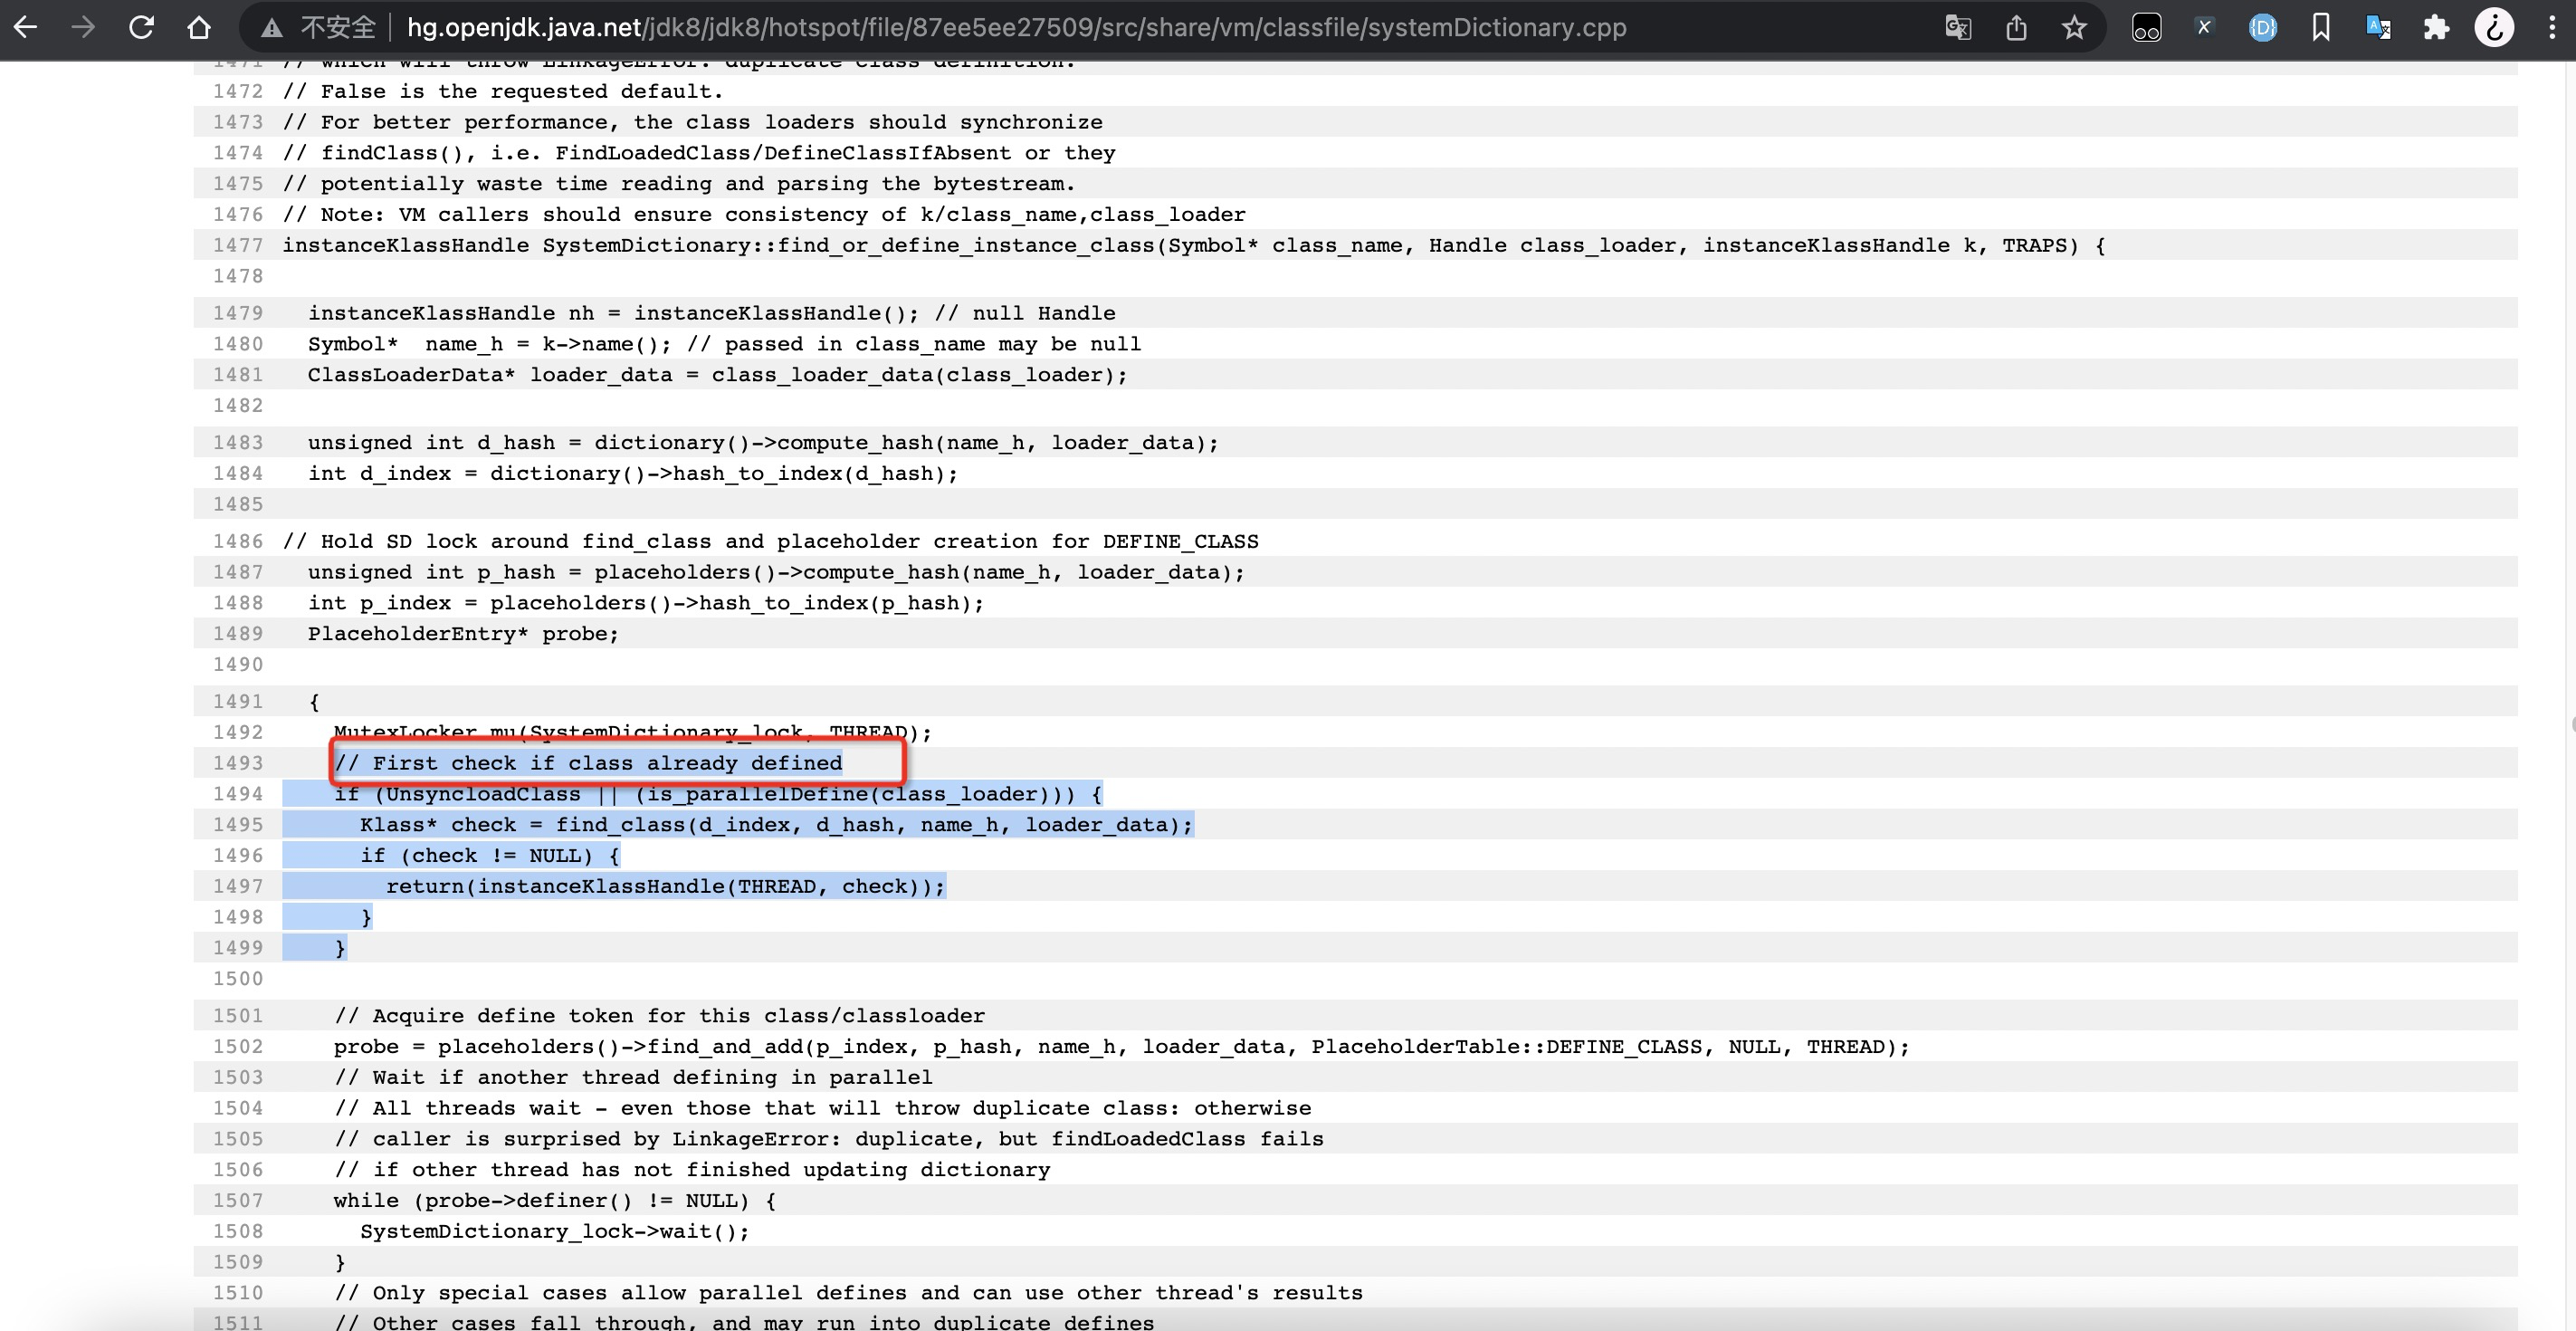 不安全 hg.openjdk.java.net/jdk8/jdk8/hotspot/file/87ee5ee27509/src/share/vm/classfile/systemDictionary.cpp
1471 // which will throw LinkageError: duplicate class definition.
1472 // False is the requested default.
1473 // For better performance, the class loaders should synchronize
1474 // findClass(), i.e. FindLoadedClass/DefineClassIfAbsent or they
1475 // potentially waste time reading and parsing the bytestream.
1476 // Note: VM callers should ensure consistency of k/class_name,class_loader
1477 instanceKlassHandle SystemDictionary::find_or_define_instance_class(Symbol* class_name, Handle class_loader, instanceKlassHandle k, TRAPS) {
1478
1479   instanceKlassHandle nh = instanceKlassHandle(); // null Handle
1480   Symbol*  name_h = k->name(); // passed in class_name may be null
1481   ClassLoaderData* loader_data = class_loader_data(class_loader);
1482
1483   unsigned int d_hash = dictionary()->compute_hash(name_h, loader_data);
1484   int d_index = dictionary()->hash_to_index(d_hash);
1485
1486 // Hold SD lock around find_class and placeholder creation for DEFINE_CLASS
1487   unsigned int p_hash = placeholders()->compute_hash(name_h, loader_data);
1488   int p_index = placeholders()->hash_to_index(p_hash);
1489   PlaceholderEntry* probe;
1490
1491   {
1492     MutexLocker mu(SystemDictionary_lock, THREAD);
1493     // First check if class already defined
1494     if (UnsyncloadClass || (is_parallelDefine(class_loader))) {
1495       Klass* check = find_class(d_index, d_hash, name_h, loader_data);
1496       if (check != NULL) {
1497         return(instanceKlassHandle(THREAD, check));
1498       }
1499     }
1500
1501     // Acquire define token for this class/classloader
1502     probe = placeholders()->find_and_add(p_index, p_hash, name_h, loader_data, PlaceholderTable::DEFINE_CLASS, NULL, THREAD);
1503     // Wait if another thread defining in parallel
1504     // All threads wait - even those that will throw duplicate class: otherwise
1505     // caller is surprised by LinkageError: duplicate, but findLoadedClass fails
1506     // if other thread has not finished updating dictionary
1507     while (probe->definer() != NULL) {
1508       SystemDictionary_lock->wait();
1509     }
1510     // Only special cases allow parallel defines and can use other thread's results
1511     // Other cases fall through, and may run into duplicate defines